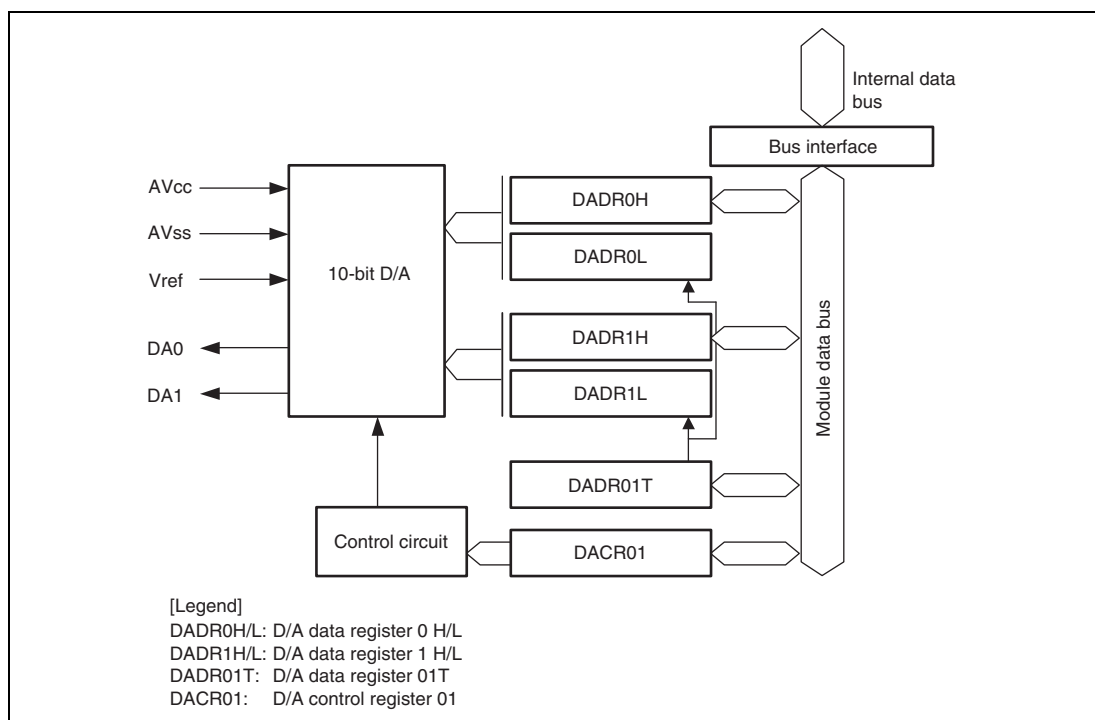 Internal data
bus
Bus interface
AVcc
AVss
Vref
DA0
DA1
10-bit D/A
DADR0H
DADR0L
DADR1H
DADR1L
DADR01T
DACR01
Control circuit
Module data bus
[Legend]
DADR0H/L: D/A data register 0 H/L
DADR1H/L: D/A data register 1 H/L
DADR01T: D/A data register 01T
DACR01: D/A control register 01